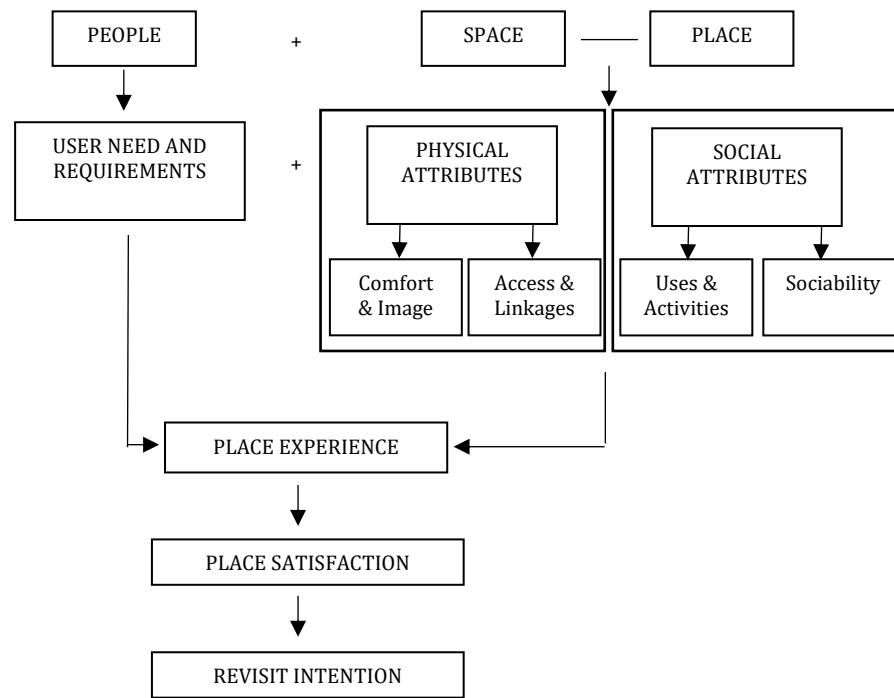 PEOPLE
+
SPACE
PLACE
USER NEED AND
REQUIREMENTS
+
PHYSICAL
ATTRIBUTES
SOCIAL
ATTRIBUTES
Comfort
& Image
Access &
Linkages
Uses &
Activities
Sociability
PLACE EXPERIENCE
PLACE SATISFACTION
REVISIT INTENTION